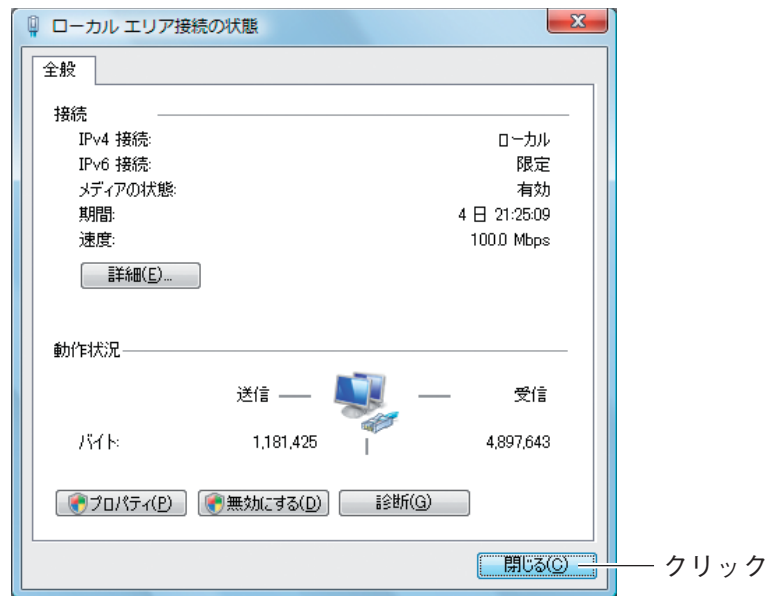 ローカル エリア接続の状態
全般
接続
IPv4 接続: ローカル
IPv6 接続: 限定
メディアの状態: 有効
期間: 4 日 21:25:09
速度: 100.0 Mbps
詳細(E)...
動作状況
送信 受信
バイト: 1,181,425 4,897,643
プロパティ(P) 無効にする(D) 診断(G)
閉じる(C) クリック